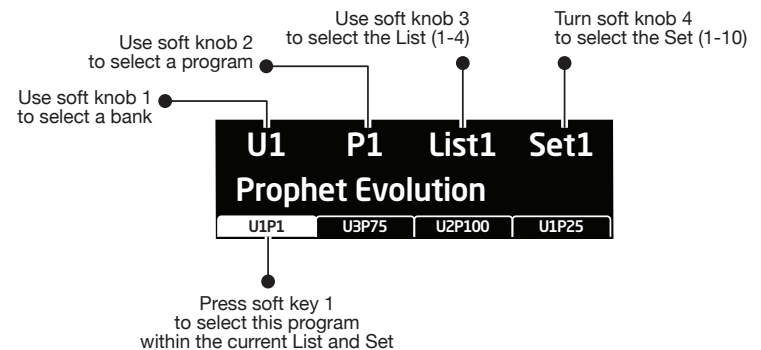 Use soft knob 3
to select the List (1-4)
Turn soft knob 4
to select the Set (1-10)
Use soft knob 2
to select a program
Use soft knob 1
to select a bank
U1 P1 List1 Set1
Prophet Evolution
U1P1 U3P75 U2P100 U1P25
Press soft key 1
to select this program
within the current List and Set